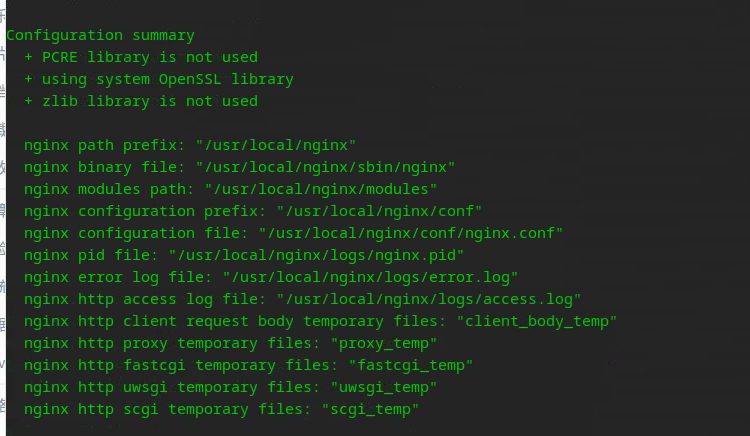 Configuration summary
+ PCRE library is not used
+ using system OpenSSL library
+ zlib library is not used
nginx path prefix: "/usr/local/nginx"
nginx binary file: "/usr/local/nginx/sbin/nginx"
nginx modules path: "/usr/local/nginx/modules"
nginx configuration prefix: "/usr/local/nginx/conf"
nginx configuration file: "/usr/local/nginx/conf/nginx.conf"
nginx pid file: "/usr/local/nginx/logs/nginx.pid"
nginx error log file: "/usr/local/nginx/logs/error.log"
nginx http access log file: "/usr/local/nginx/logs/access.log"
nginx http client request body temporary files: "client_body_temp"
nginx http proxy temporary files: "proxy_temp"
nginx http fastcgi temporary files: "fastcgi_temp"
nginx http uwsgi temporary files: "uwsgi_temp"
nginx http scgi temporary files: "scgi_temp"